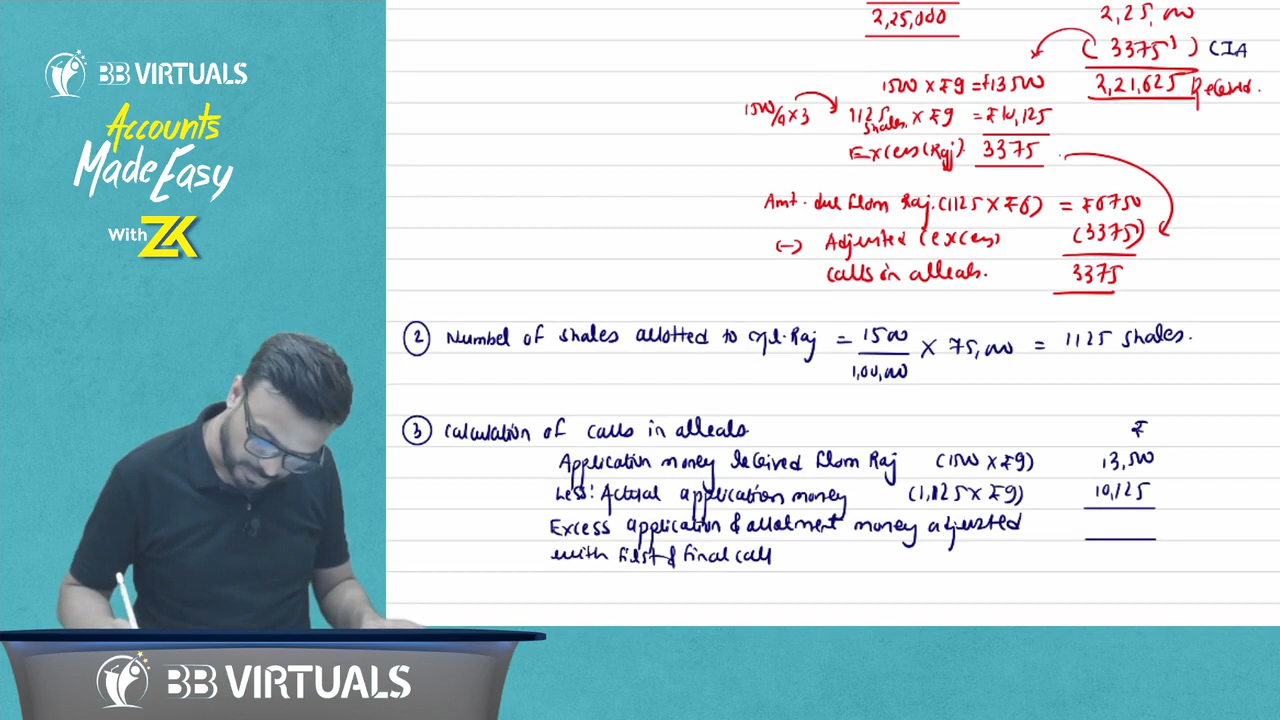 BB VIRTUALS
Accounts
Made Easy
With ZK
2,25,000
2,25,000
(3375) CIA
2,21,625 Received.
1500 × ₹9 = ₹13500
1500/4 × 3
1125 shares × ₹9 = ₹10,125
Excess (Raj) 3375
Amt. due from Raj. (1125 × ₹6) = ₹6750
(-) Adjusted (excess) (3375)
calls in arrears. 3375
② Number of shares allotted to Mr. Raj = 1500/1,00,000 × 75,000 = 1125 shares.
③ Calculation of calls in arrears ₹
Application money received from Raj (1500 × ₹9) 13,500
Less: Actual application money (1,125 × ₹9) 10,125
Excess application & allotment money adjusted
with first & final call
BB VIRTUALS